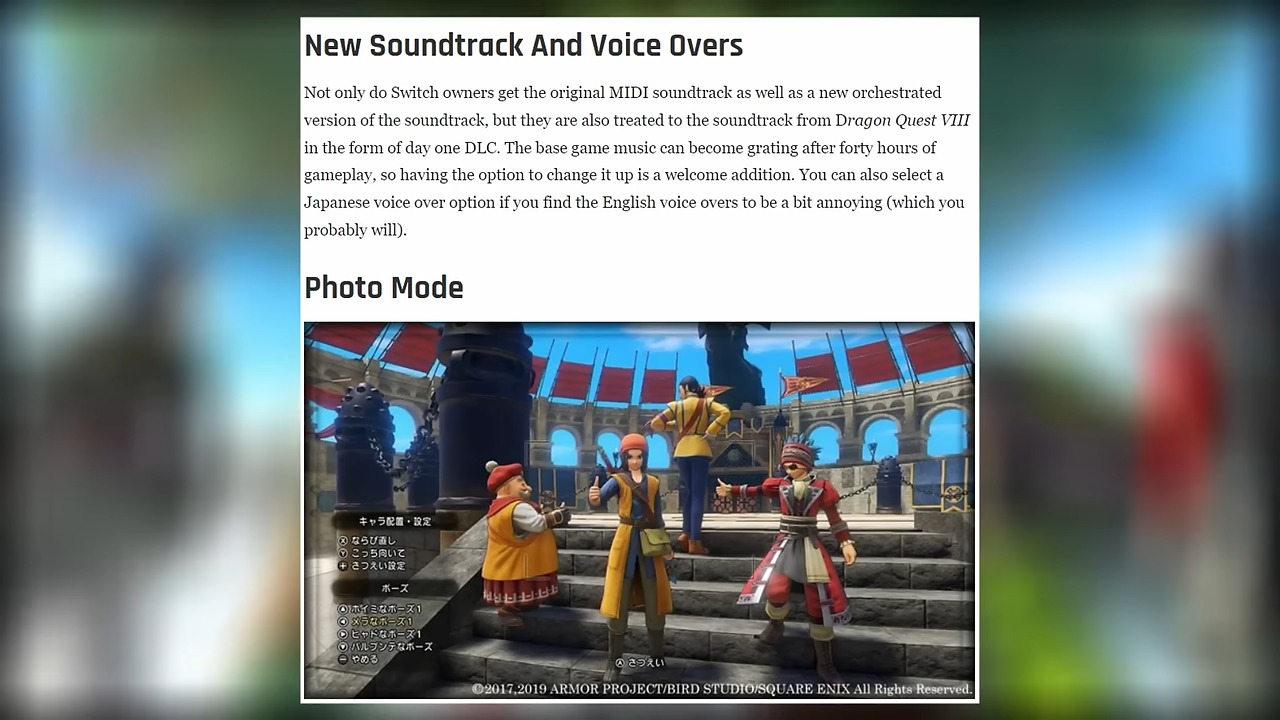 New Soundtrack And Voice Overs
Not only do Switch owners get the original MIDI soundtrack as well as a new orchestrated
version of the soundtrack, but they are also treated to the soundtrack from Dragon Quest VIII
in the form of day one DLC. The base game music can become grating after forty hours of
gameplay, so having the option to change it up is a welcome addition. You can also select a
Japanese voice over option if you find the English voice overs to be a bit annoying (which you
probably will).
Photo Mode
キャラ配置・設定
Ⓧ ならび直し
Ⓨ こっち向いて
⊕ さつえい設定
ポーズ
ホイミなポーズ1
メラなポーズ1
ヒャドなポーズ1
パルプンテなポーズ
⊖ やめる
Ⓐ さつえい
©2017,2019 ARMOR PROJECT/BIRD STUDIO/SQUARE ENIX All Rights Reserved.